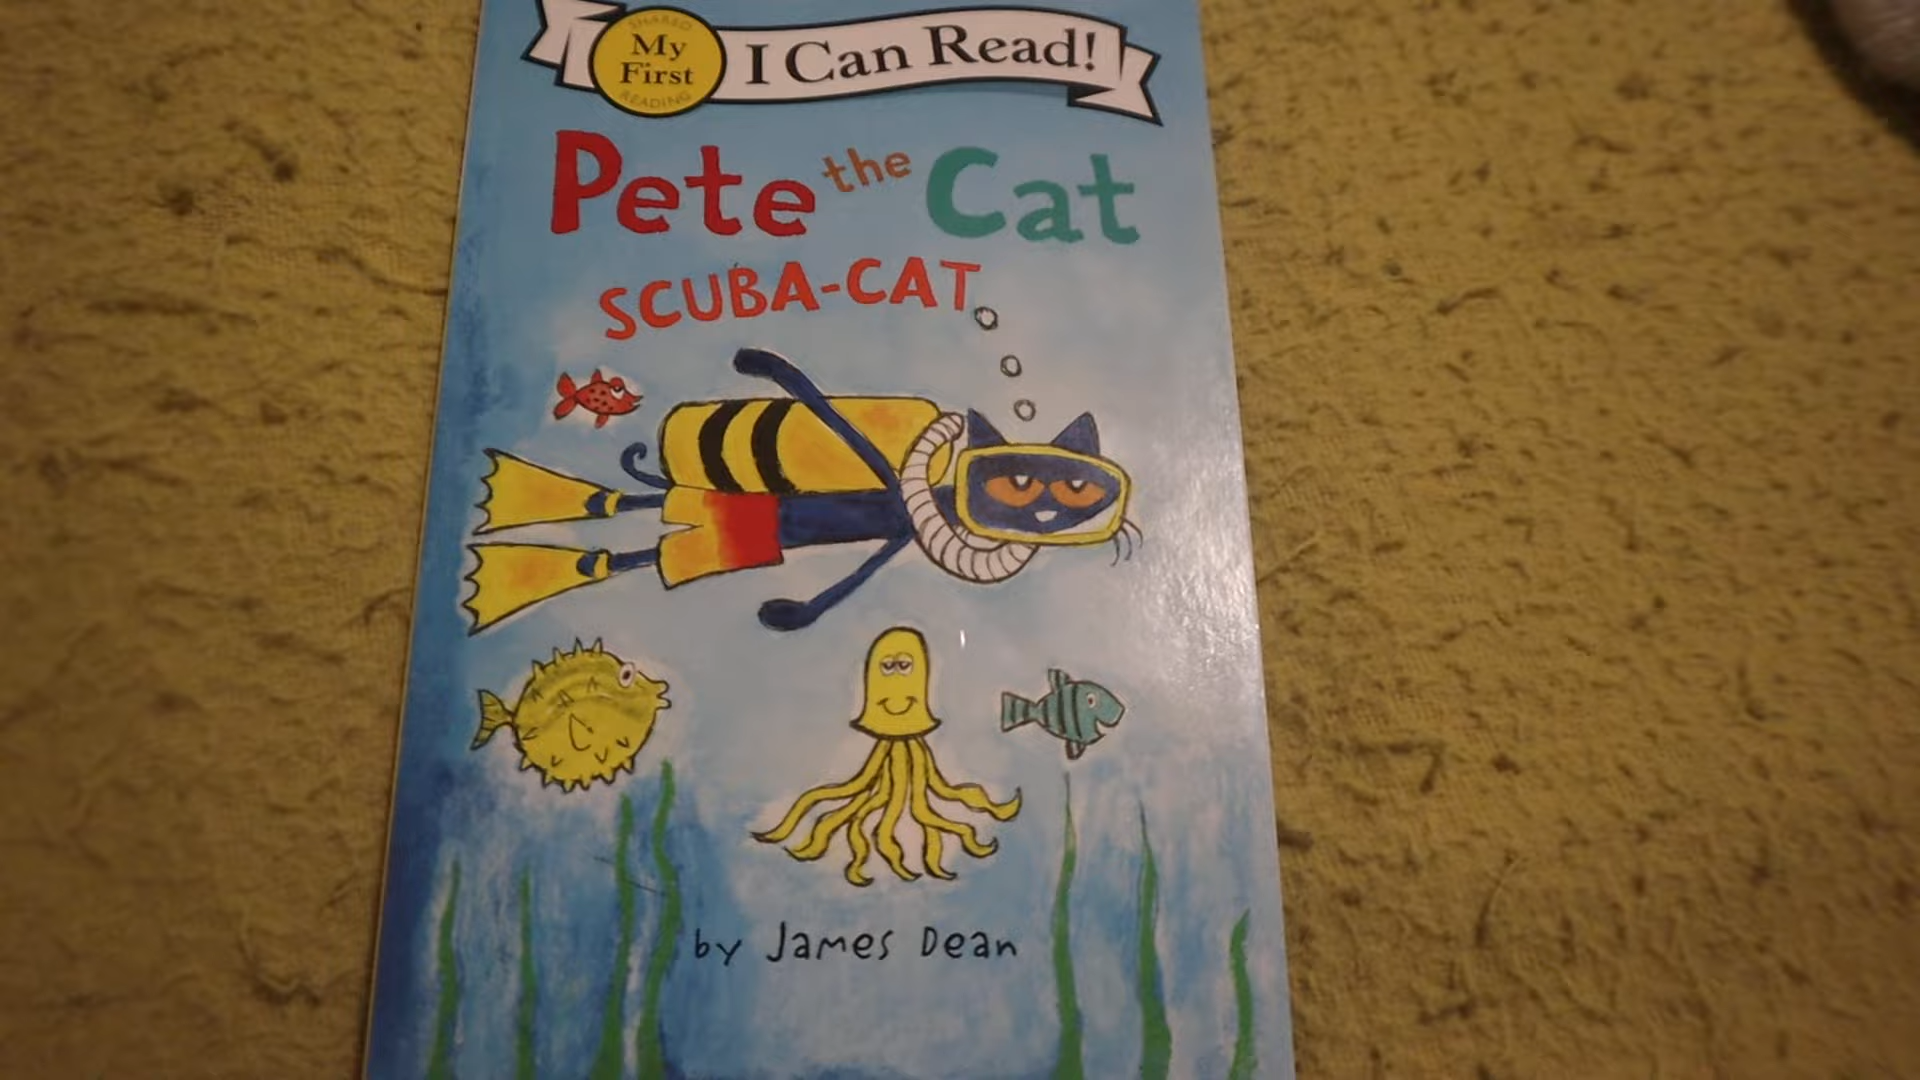 SHARED
My
First
READING
I Can Read!
Pete the Cat
SCUBA-CAT
by James Dean